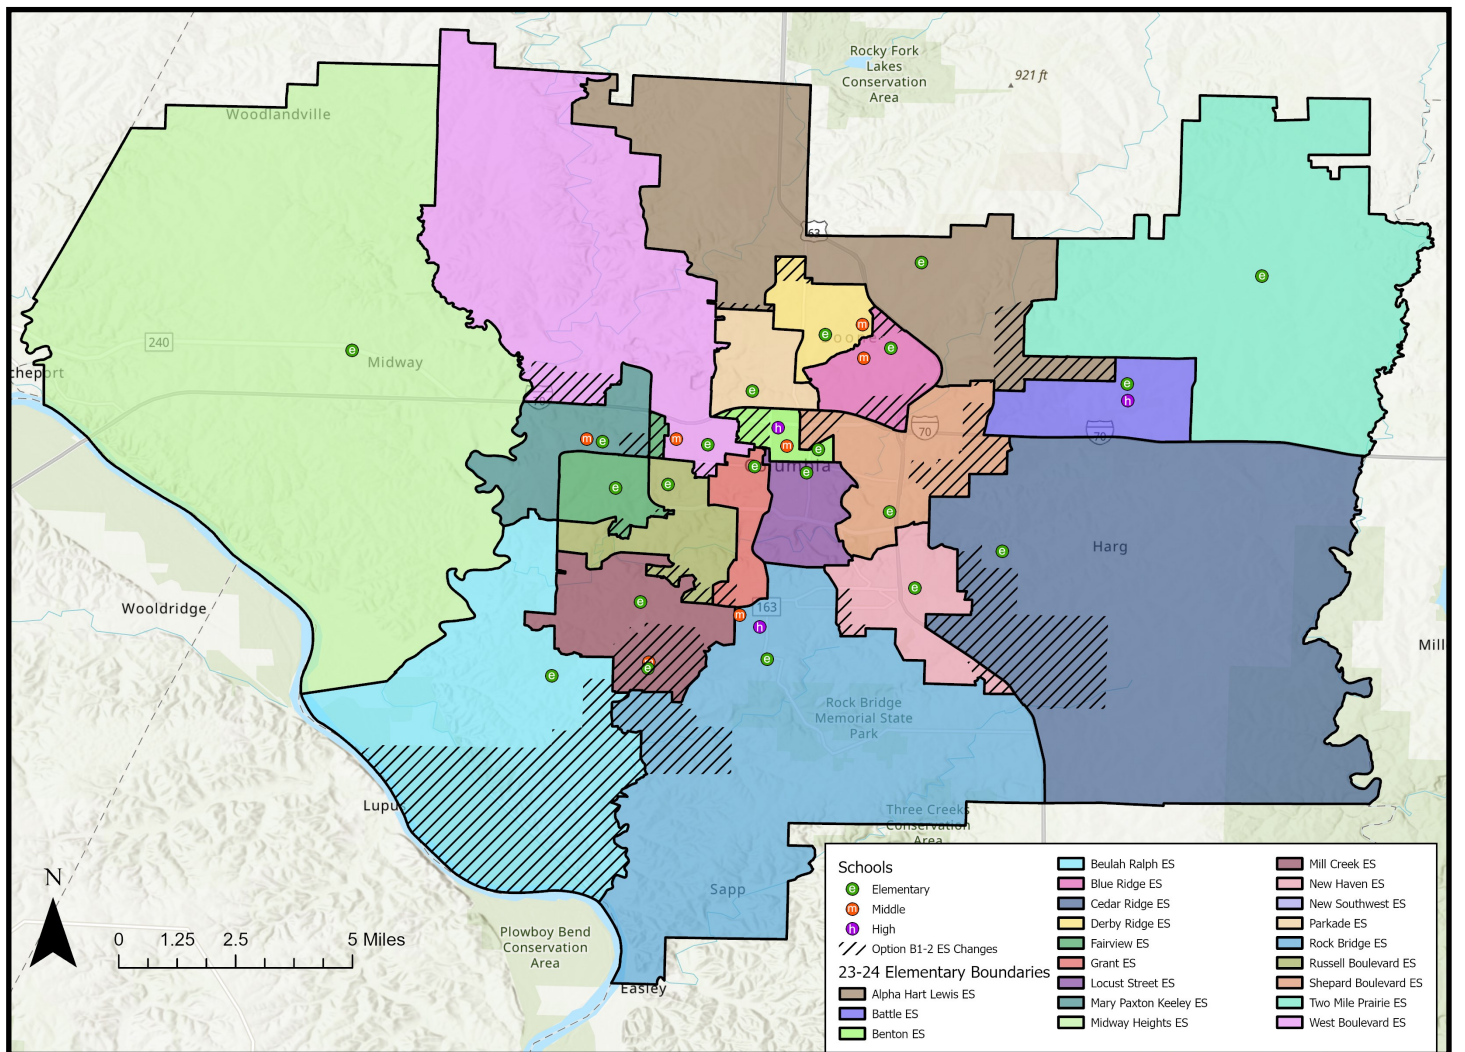 Rocky Fork
Lakes
Conservation
Area
921 ft
Woodlandville
63
240
Midway
cheport
70
70
70
Harg
Wooldridge
163
Mill
Rock Bridge
Memorial State
Park
Lupu
Three Creeks
Conservation
Area
Sapp
Plowboy Bend
Conservation
Area
Easley
N
0 1.25 2.5 5 Miles
e
m
h
Schools
e Elementary
m Middle
h High
Option B1-2 ES Changes
23-24 Elementary Boundaries
Alpha Hart Lewis ES
Battle ES
Benton ES
Beulah Ralph ES
Blue Ridge ES
Cedar Ridge ES
Derby Ridge ES
Fairview ES
Grant ES
Locust Street ES
Mary Paxton Keeley ES
Midway Heights ES
Mill Creek ES
New Haven ES
New Southwest ES
Parkade ES
Rock Bridge ES
Russell Boulevard ES
Shepard Boulevard ES
Two Mile Prairie ES
West Boulevard ES